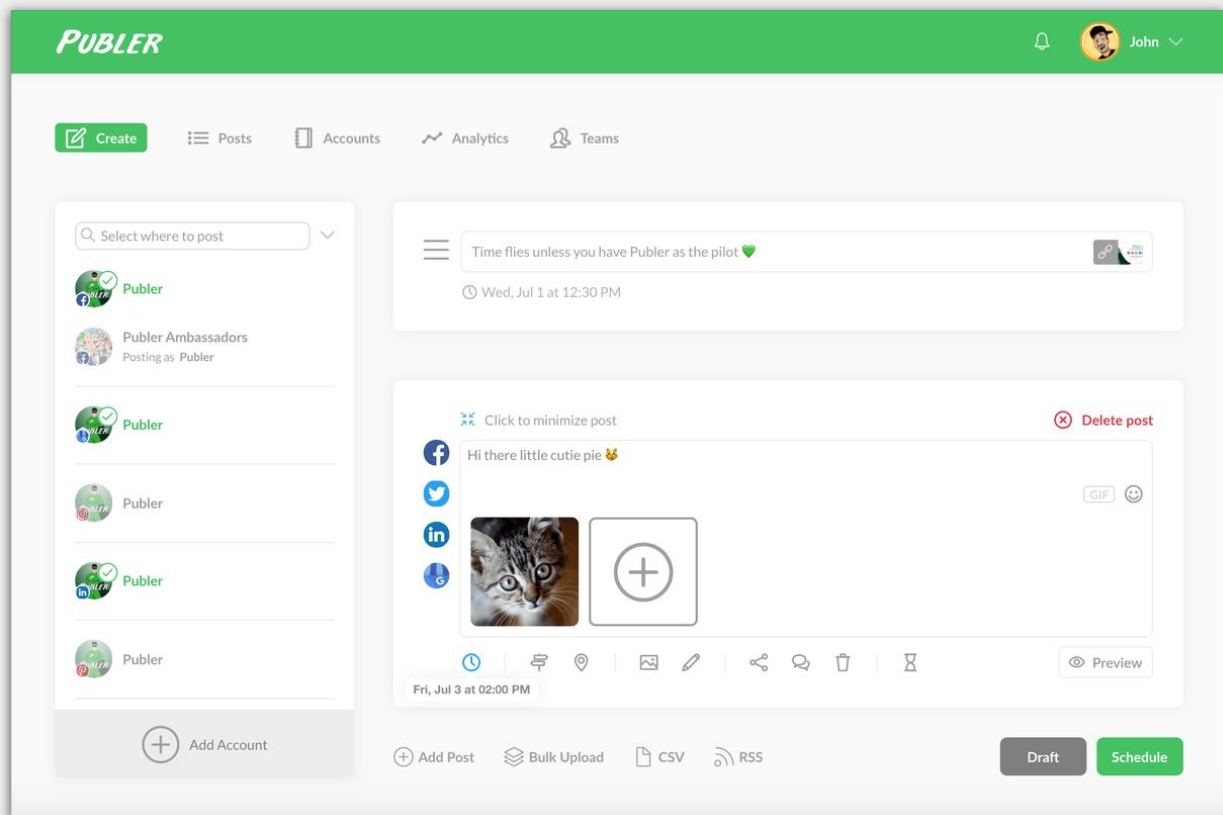 PUBLER
John
Create
Posts
Accounts
Analytics
Teams
Select where to post
Publer
Publer Ambassadors
Posting as Publer
Publer
Publer
Publer
Publer
Add Account
Time flies unless you have Publer as the pilot 💚
Wed, Jul 1 at 12:30 PM
Click to minimize post
Delete post
Hi there little cutie pie 😺
GIF
Fri, Jul 3 at 02:00 PM
Preview
Add Post
Bulk Upload
CSV
RSS
Draft
Schedule